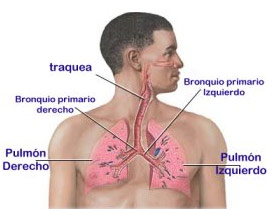 traquea
Bronquio primario
Izquierdo
Bronquio primario
derecho
Pulmón
Derecho
Pulmón
Izquierdo